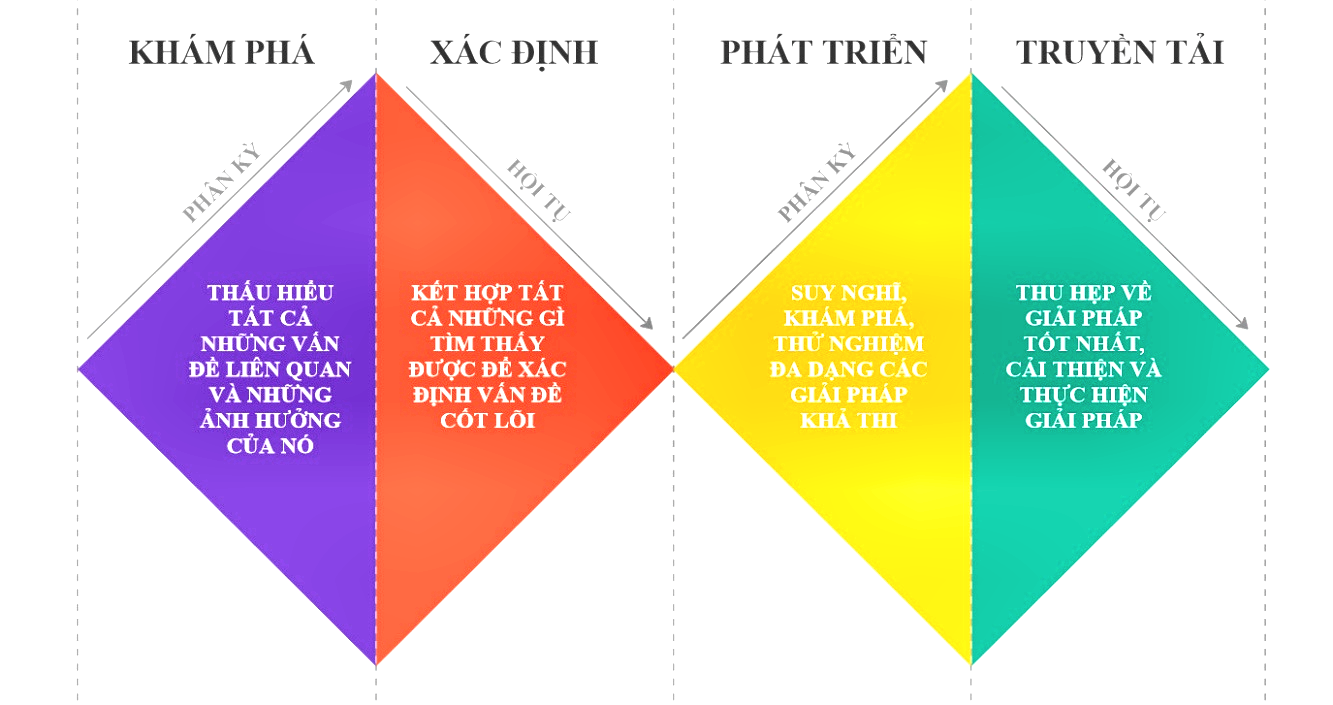 KHÁM PHÁ
XÁC ĐỊNH
PHÁT TRIỂN
TRUYỀN TẢI
PHÂN KỲ
HỘI TỤ
PHÂN KỲ
HỘI TỤ
THẤU HIỂU
TẤT CẢ
NHỮNG VẤN
ĐỀ LIÊN QUAN
VÀ NHỮNG
ẢNH HƯỞNG
CỦA NÓ
KẾT HỢP TẤT
CẢ NHỮNG GÌ
TÌM THẤY
ĐƯỢC ĐỂ XÁC
ĐỊNH VẤN ĐỀ
CỐT LÕI
SUY NGHĨ,
KHÁM PHÁ,
THỬ NGHIỆM
ĐA DẠNG CÁC
GIẢI PHÁP
KHẢ THI
THU HẸP VỀ
GIẢI PHÁP
TỐT NHẤT,
CẢI THIỆN VÀ
THỰC HIỆN
GIẢI PHÁP